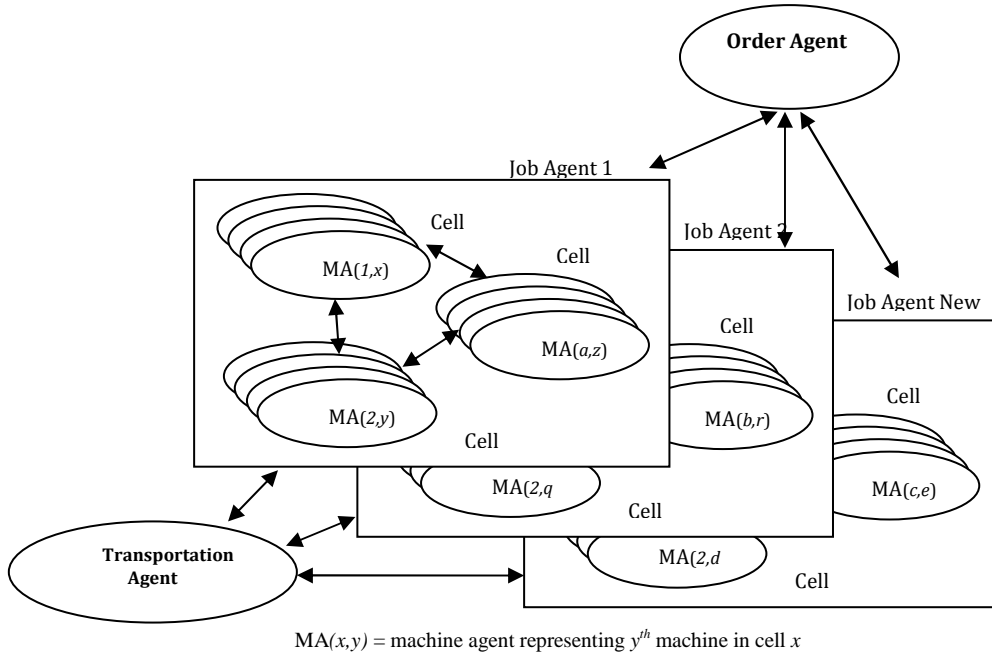 Order Agent
Job Agent 1
Cell
Job Agent 2
MA(1,x)
Cell
Job Agent New
Cell
MA(a,z)
Cell
MA(2,y)
MA(b,r)
Cell
MA(2,q
MA(c,e)
Cell
Transportation
Agent
MA(2,d
Cell
MA(x,y) = machine agent representing yth machine in cell x